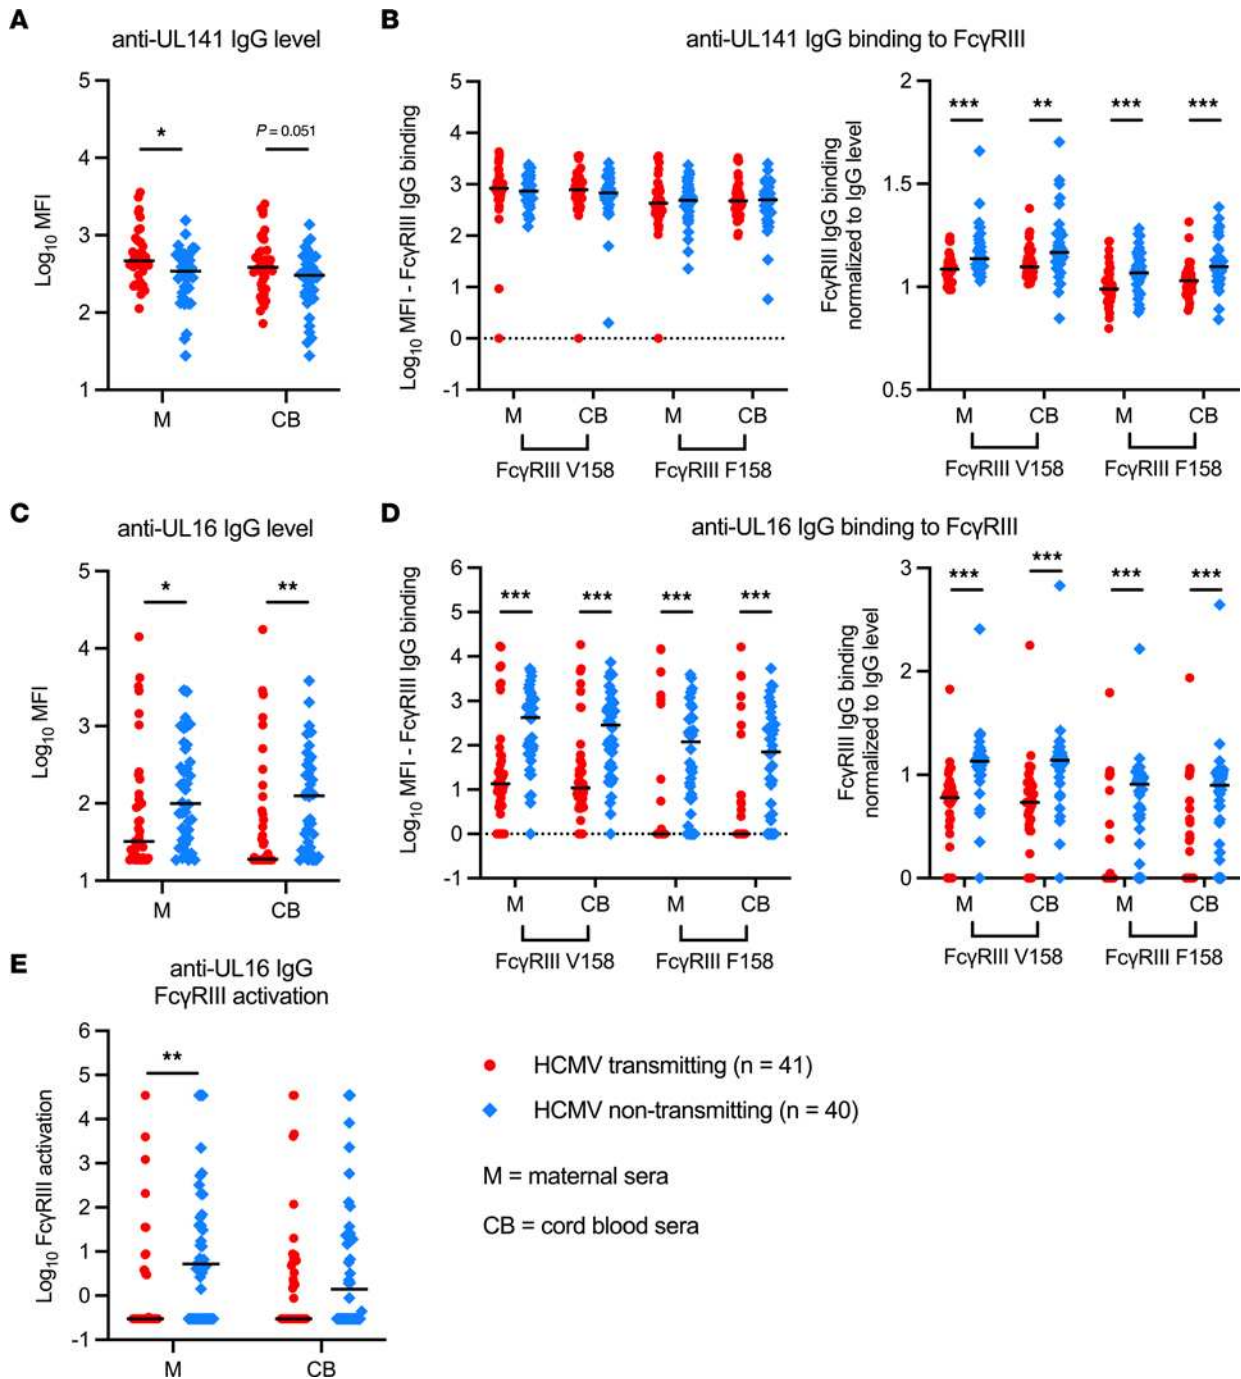 A
anti-UL141 IgG level
Log10 MFI
5
4
3
2
1
*
P = 0.051
M
CB
B
anti-UL141 IgG binding to FcγRIII
Log10 MFI - FcγRIII IgG binding
5
4
3
2
1
0
-1
M
CB
M
CB
FcγRIII V158
FcγRIII F158
FcγRIII IgG binding
normalized to IgG level
2
1.5
1
0.5
***
**
***
***
M
CB
M
CB
FcγRIII V158
FcγRIII F158
C
anti-UL16 IgG level
Log10 MFI
5
4
3
2
1
*
**
M
CB
D
anti-UL16 IgG binding to FcγRIII
Log10 MFI - FcγRIII IgG binding
6
5
4
3
2
1
0
-1
***
***
***
***
M
CB
M
CB
FcγRIII V158
FcγRIII F158
FcγRIII IgG binding
normalized to IgG level
3
2
1
0
***
***
***
***
M
CB
M
CB
FcγRIII V158
FcγRIII F158
E
anti-UL16 IgG
FcγRIII activation
Log10 FcγRIII activation
6
5
4
3
2
1
0
-1
**
M
CB
HCMV transmitting (n = 41)
HCMV non-transmitting (n = 40)
M = maternal sera
CB = cord blood sera